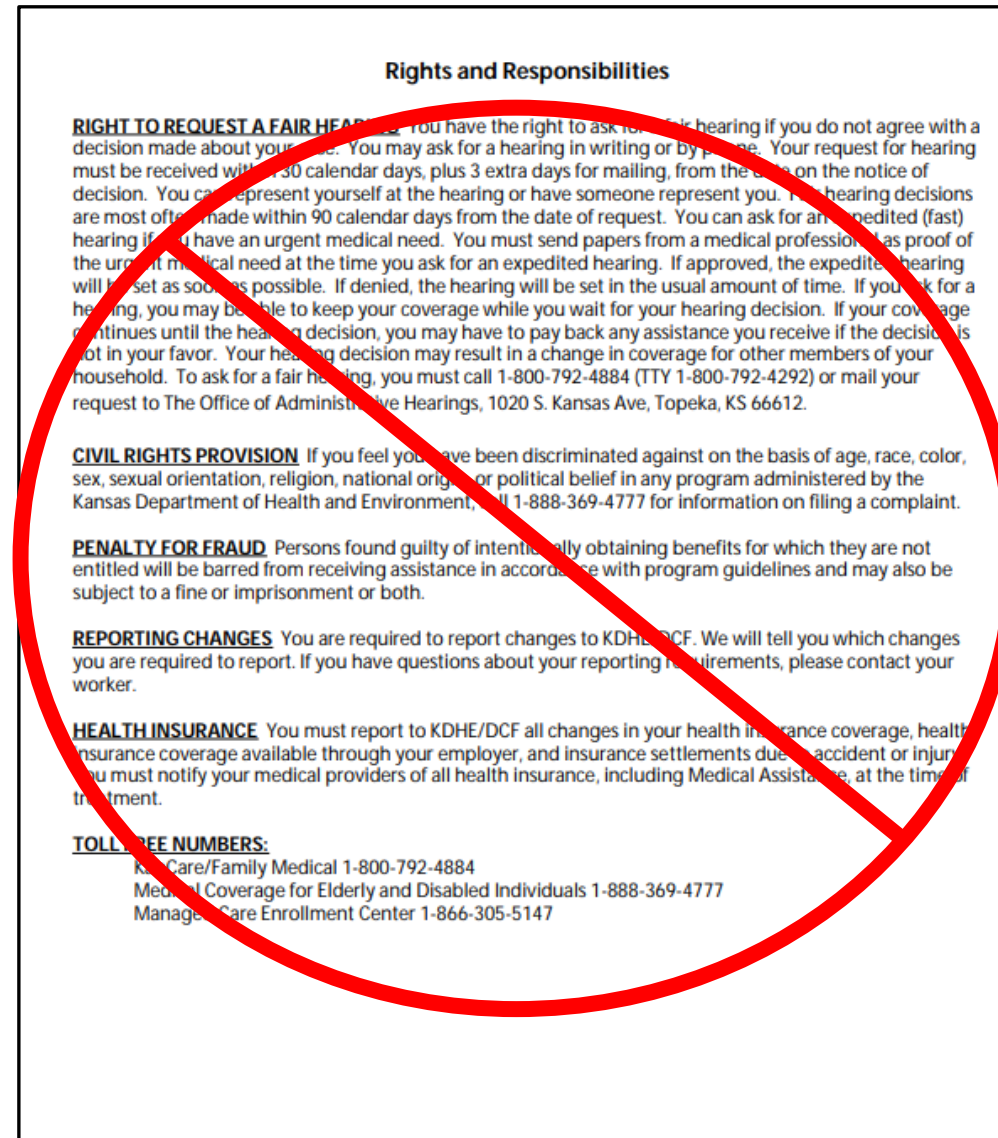 Rights and Responsibilities
RIGHT TO REQUEST A FAIR HEARING You have the right to ask for a fair hearing if you do not agree with a
decision made about your case. You may ask for a hearing in writing or by phone. Your request for hearing
must be received within 30 calendar days, plus 3 extra days for mailing, from the date on the notice of
decision. You can represent yourself at the hearing or have someone represent you. Fair hearing decisions
are most often made within 90 calendar days from the date of request. You can ask for an expedited (fast)
hearing if you have an urgent medical need. You must send papers from a medical professional as proof of
the urgent medical need at the time you ask for an expedited hearing. If approved, the expedited hearing
will be set as soon as possible. If denied, the hearing will be set in the usual amount of time. If you ask for a
hearing, you may be able to keep your coverage while you wait for your hearing decision. If your coverage
continues until the hearing decision, you may have to pay back any assistance you receive if the decision is
not in your favor. Your hearing decision may result in a change in coverage for other members of your
household. To ask for a fair hearing, you must call 1-800-792-4884 (TTY 1-800-792-4292) or mail your
request to The Office of Administrative Hearings, 1020 S. Kansas Ave, Topeka, KS 66612.
CIVIL RIGHTS PROVISION If you feel you have been discriminated against on the basis of age, race, color,
sex, sexual orientation, religion, national origin, or political belief in any program administered by the
Kansas Department of Health and Environment, call 1-888-369-4777 for information on filing a complaint.
PENALTY FOR FRAUD Persons found guilty of intentionally obtaining benefits for which they are not
entitled will be barred from receiving assistance in accordance with program guidelines and may also be
subject to a fine or imprisonment or both.
REPORTING CHANGES You are required to report changes to KDHE/DCF. We will tell you which changes
you are required to report. If you have questions about your reporting requirements, please contact your
worker.
HEALTH INSURANCE You must report to KDHE/DCF all changes in your health insurance coverage, health
insurance coverage available through your employer, and insurance settlements due to accident or injury.
You must notify your medical providers of all health insurance, including Medical Assistance, at the time of
treatment.
TOLL FREE NUMBERS:
KanCare/Family Medical 1-800-792-4884
Medical Coverage for Elderly and Disabled Individuals 1-888-369-4777
Managed Care Enrollment Center 1-866-305-5147